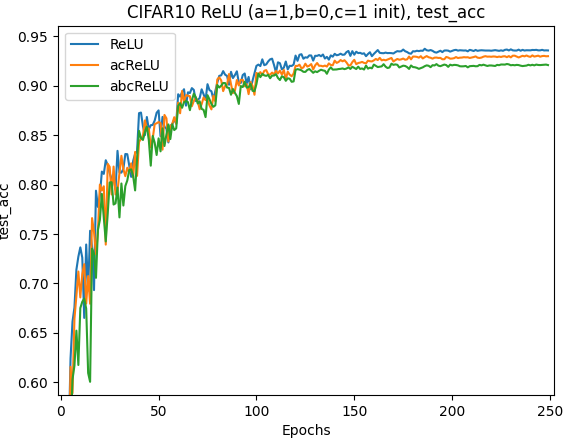 CIFAR10 ReLU (a=1,b=0,c=1 init), test_acc
ReLU
acReLU
abcReLU
0.95
0.90
0.85
0.80
0.75
0.70
0.65
0.60
test_acc
0
50
100
150
200
250
Epochs